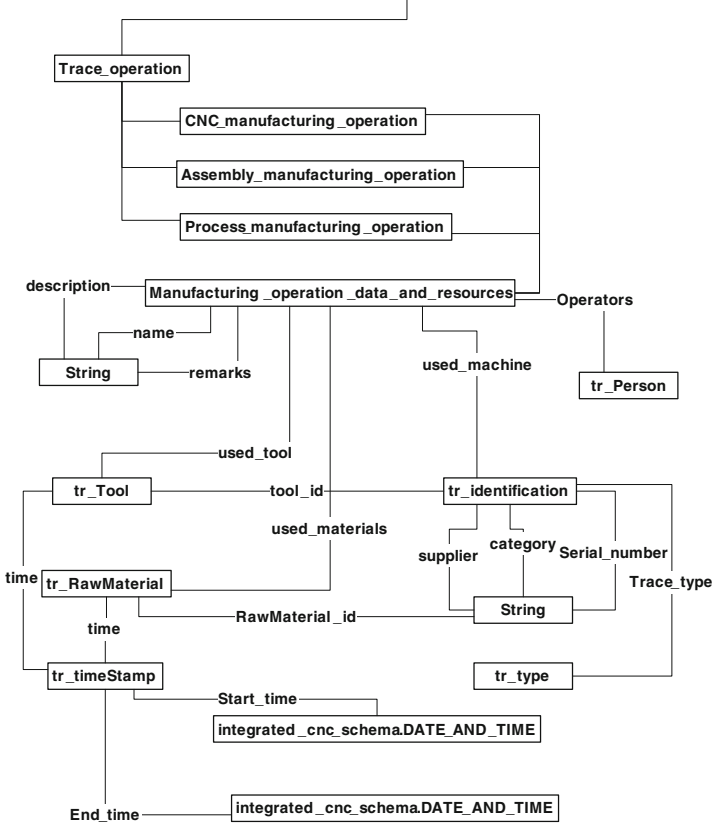 Trace_operation
CNC_manufacturing_operation
Assembly_manufacturing_operation
Process_manufacturing_operation
description
Manufacturing_operation_data_and_resources
Operators
name
String
remarks
used_machine
tr_Person
used_tool
tr_Tool
tool_id
tr_identification
used_materials
supplier
category
Serial_number
time
tr_RawMaterial
Trace_type
RawMaterial_id
String
time
tr_timeStamp
tr_type
Start_time
integrated_cnc_schema.DATE_AND_TIME
End_time
integrated_cnc_schema.DATE_AND_TIME